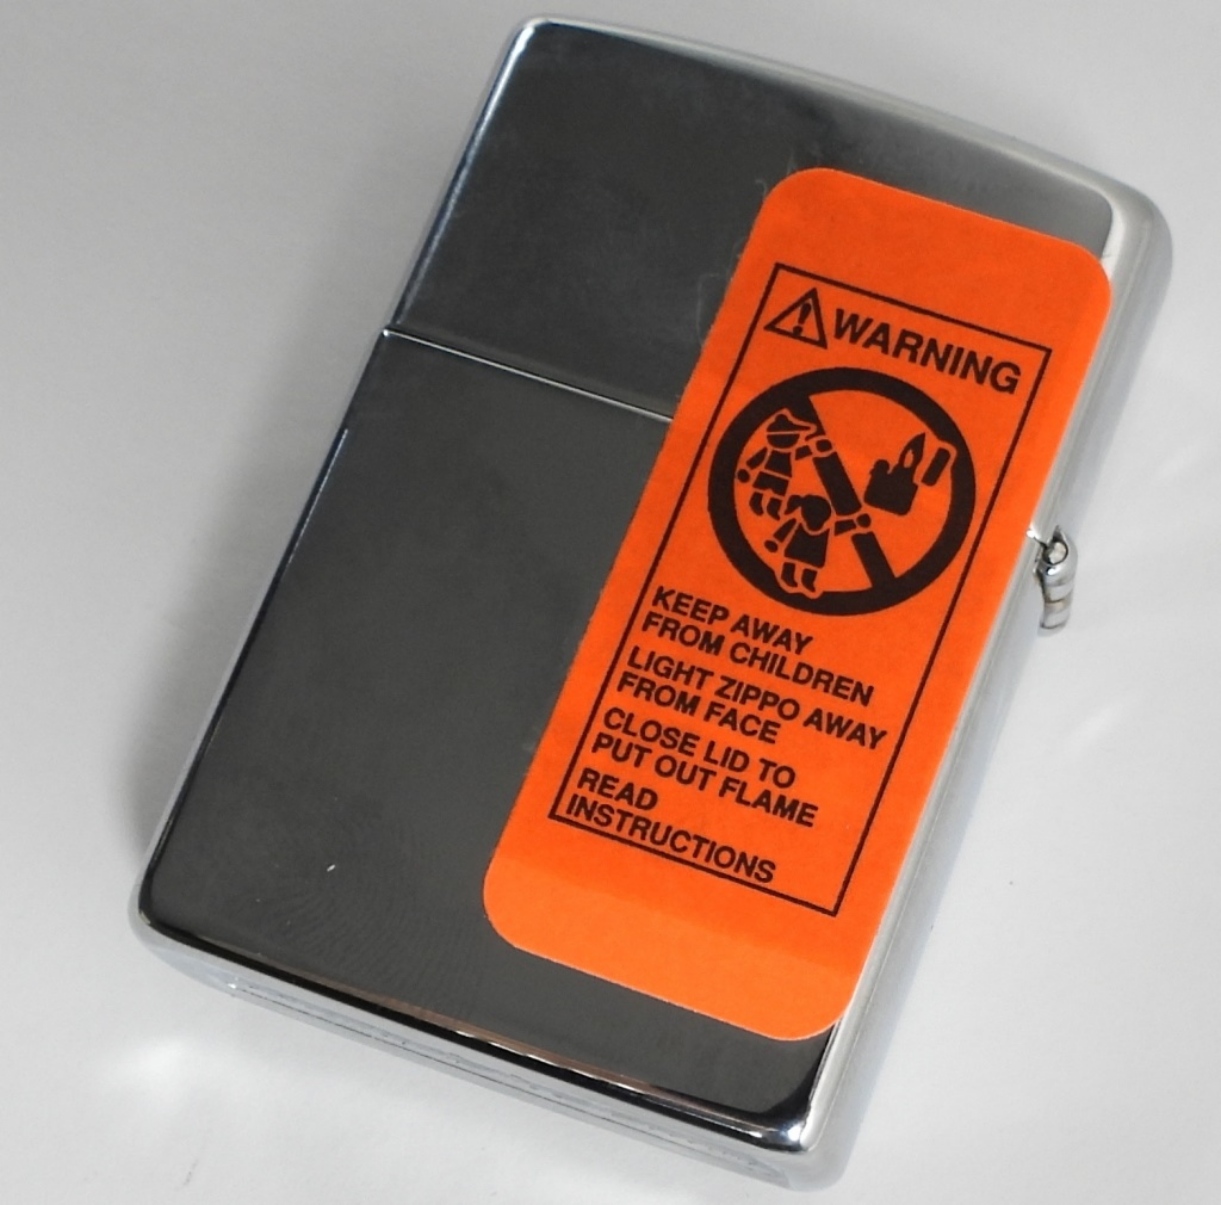 WARNING
KEEP AWAY
FROM CHILDREN
LIGHT ZIPPO AWAY
FROM FACE
CLOSE LID TO
PUT OUT FLAME
READ
INSTRUCTIONS